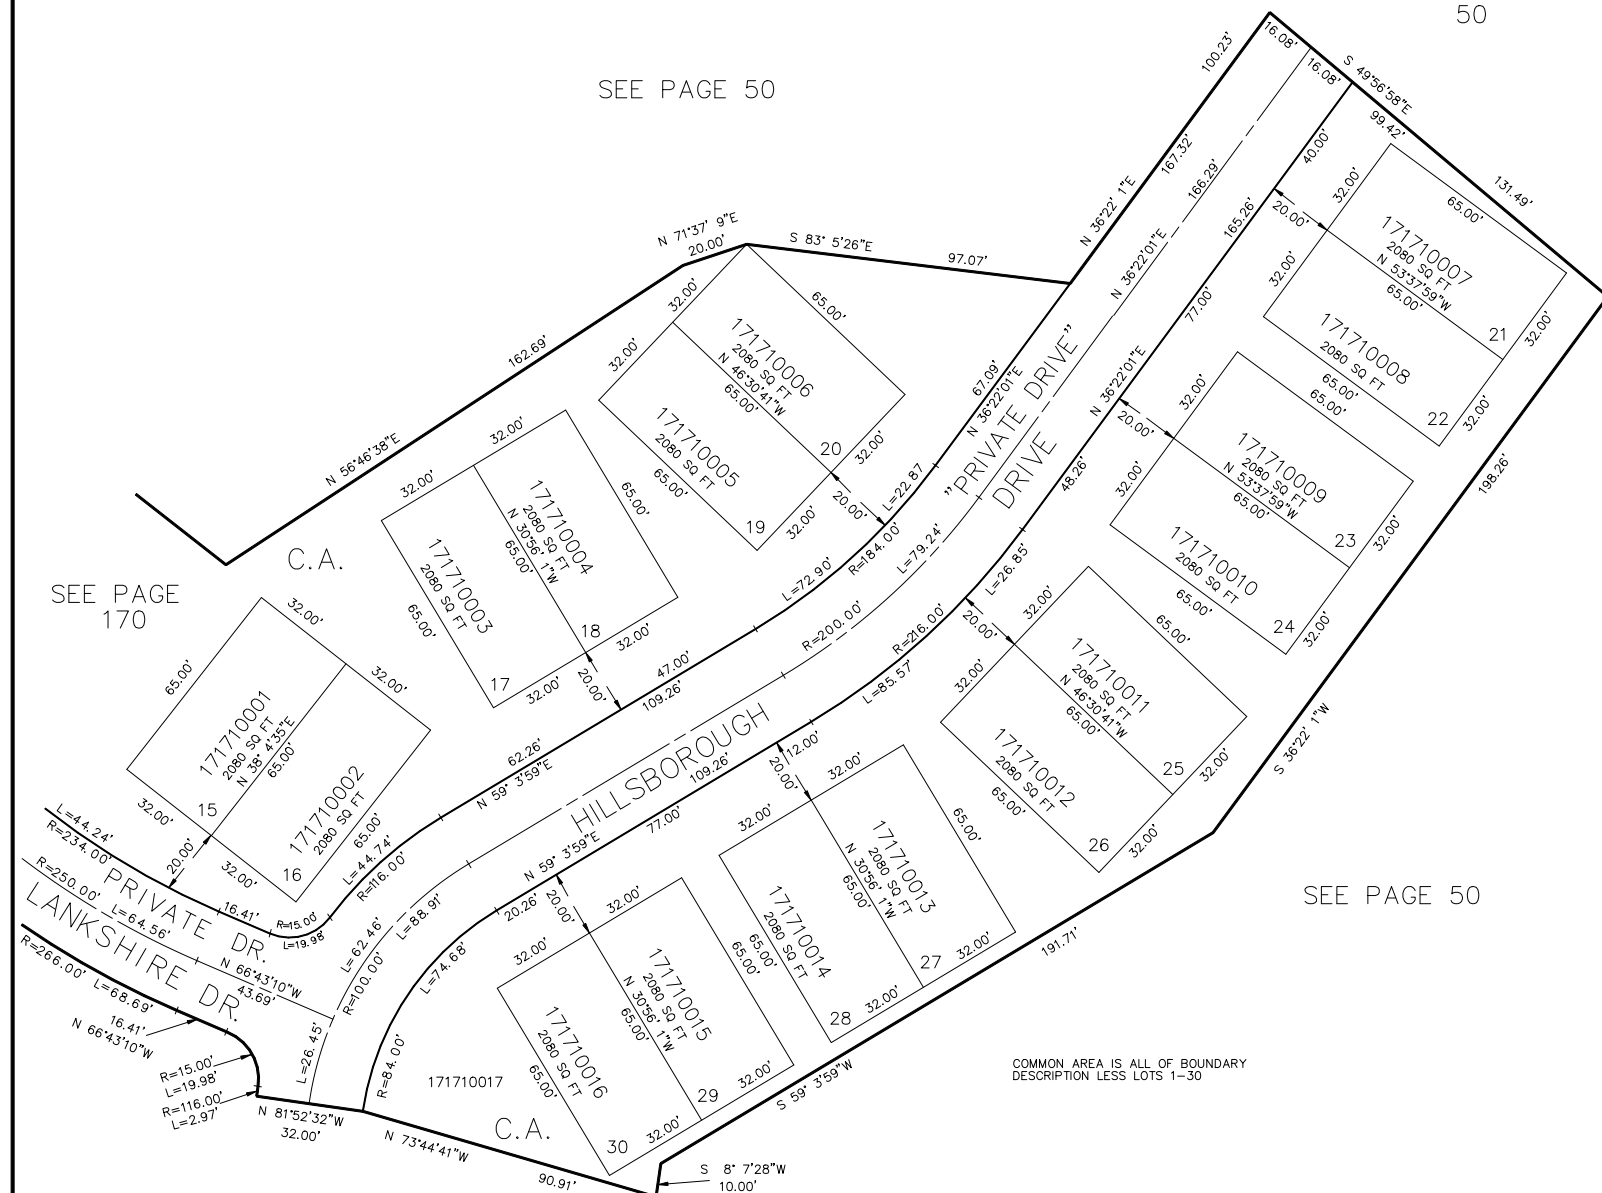 50
SEE PAGE 50
16.08'
16.08'
S 49°56'58"E
99.42'
131.49'
100.23'
167.32'
N 36°22' 1"E
166.29'
N 36°22'01"E
40.00'
165.26'
77.00'
N 36°22'01"E
48.26'
20.00'
32.00'
65.00'
171710007
2080 SQ FT
N 53°37'59"W
65.00'
21
32.00'
32.00'
171710008
2080 SQ FT
65.00'
22
32.00'
198.26'
N 71°37' 9"E
20.00'
S 83° 5'26"E
97.07'
162.69'
N 56°46'38"E
32.00'
65.00'
171710006
2080 SQ FT
N 46°30'41"W
65.00'
20
32.00'
32.00'
171710005
2080 SQ FT
65.00'
19
32.00'
20.00'
67.09'
N 36°22'01"E
"PRIVATE DRIVE"
DRIVE
L=22.87
R=184.00'
L=72.90'
L=79.24'
R=200.00'
20.00'
32.00'
65.00'
171710009
2080 SQ FT
N 53°37'59"W
65.00'
23
32.00'
32.00'
171710010
2080 SQ FT
65.00'
24
32.00'
C.A.
SEE PAGE
170
32.00'
32.00'
65.00'
171710004
2080 SQ FT
N 30°56' 1"W
65.00'
18
32.00'
171710003
2080 SQ FT
65.00'
17
32.00'
20.00'
47.00'
109.26'
62.26'
N 59° 3'59"E
L=26.85'
R=216.00'
L=85.57'
20.00'
32.00'
65.00'
171710011
2080 SQ FT
N 46°30'41"W
65.00'
25
32.00'
32.00'
171710012
2080 SQ FT
65.00'
26
32.00'
S 36°22' 1"W
32.00'
32.00'
65.00'
171710001
2080 SQ FT
N 38° 4'35"E
65.00'
15
32.00'
171710002
2080 SQ FT
65.00'
16
32.00'
20.00'
HILLSBOROUGH
12.00'
109.26'
77.00'
N 59° 3'59"E
20.26'
20.00'
32.00'
32.00'
65.00'
171710013
2080 SQ FT
N 30°56' 1"W
65.00'
27
32.00'
171710014
2080 SQ FT
65.00'
28
32.00'
191.71'
SEE PAGE 50
L=44.24'
R=234.00'
R=250.00'
L=64.56'
PRIVATE DR.
LANKSHIRE DR.
16.41'
R=15.00'
L=19.98'
L=44.74'
R=116.00'
L=62.46'
L=88.91'
R=100.00'
L=74.68'
R=84.00'
L=26.45'
N 66°43'10"W
43.69'
R=266.00'
L=68.69'
16.41'
N 66°43'10"W
R=15.00'
L=19.98'
R=116.00'
L=2.97'
N 81°52'32"W
32.00'
20.00'
32.00'
32.00'
65.00'
171710015
2080 SQ FT
N 30°56' 1"W
65.00'
29
32.00'
171710016
2080 SQ FT
65.00'
30
32.00'
171710017
C.A.
N 73°44'41"W
90.91'
S 59° 3'59"W
S 8° 7'28"W
10.00'
COMMON AREA IS ALL OF BOUNDARY
DESCRIPTION LESS LOTS 1-30